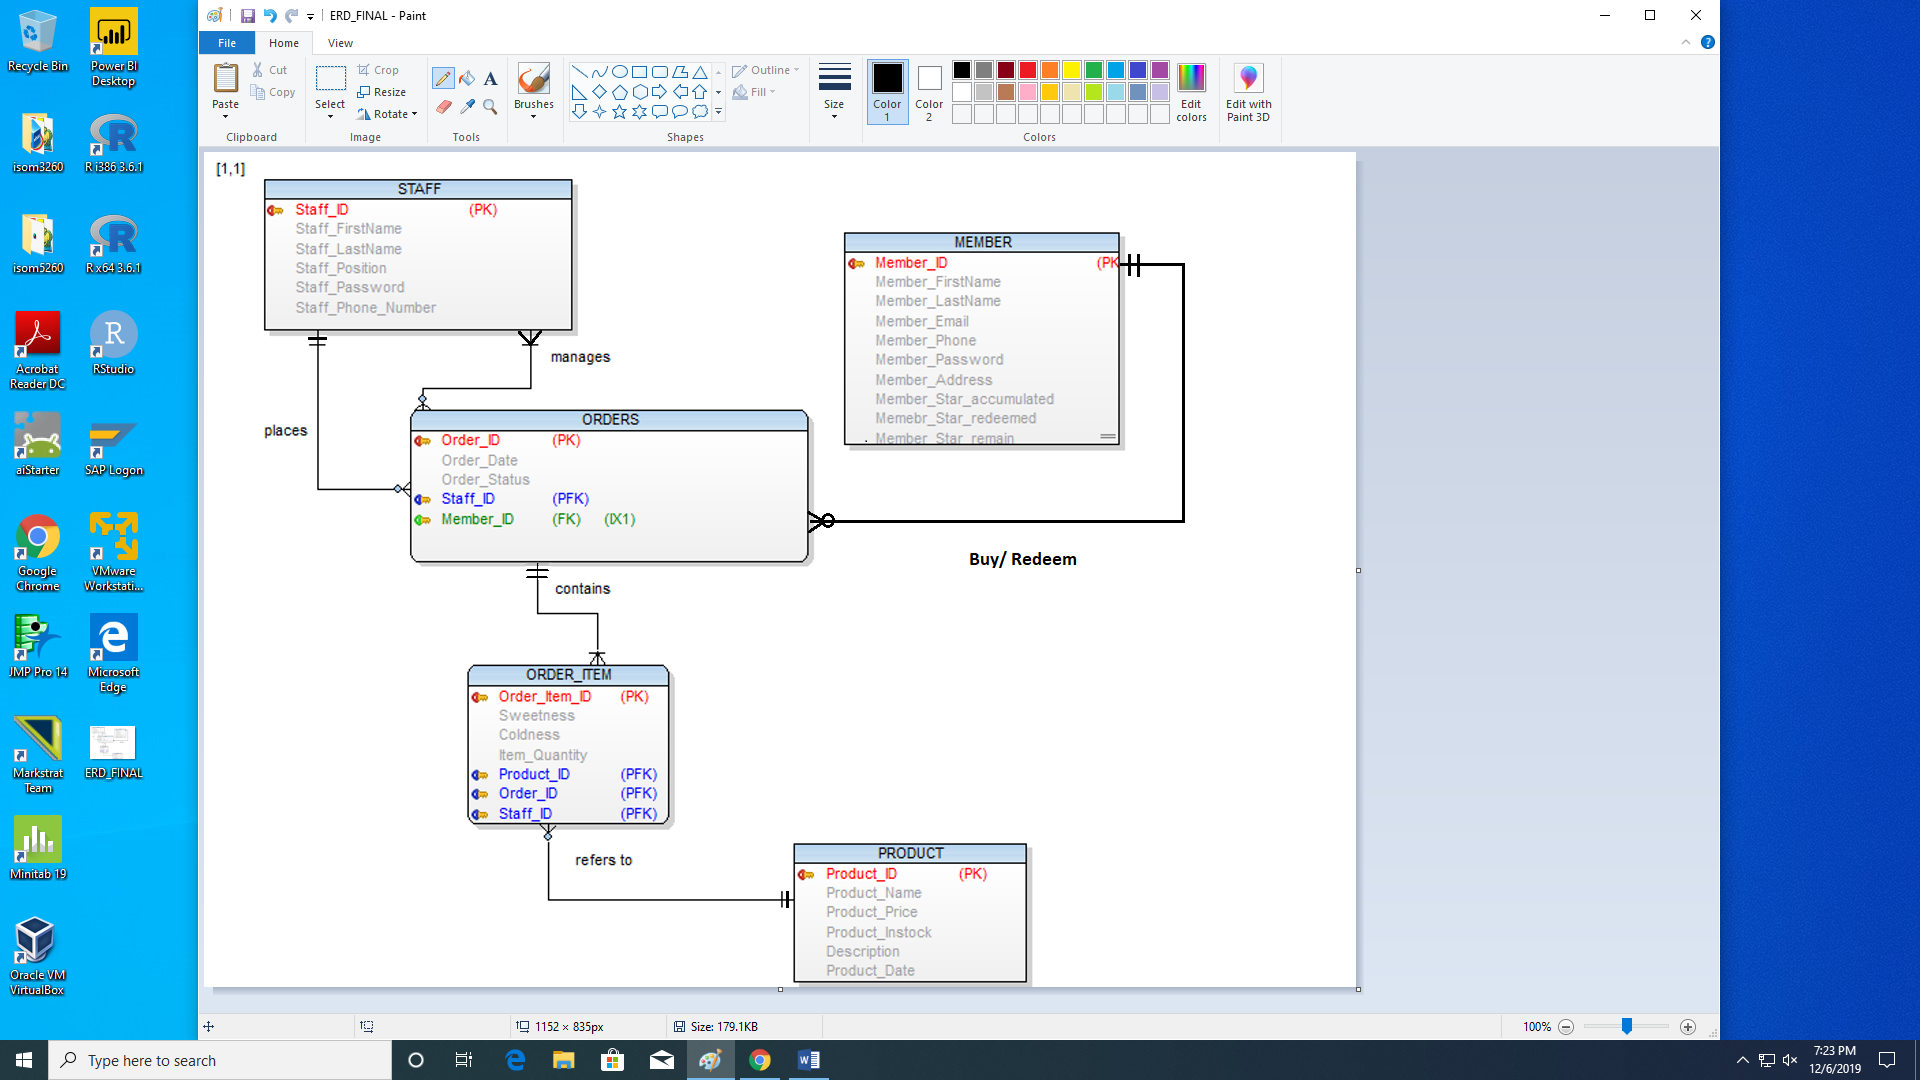 Recycle Bin
Power BI
Desktop
isom3260
R i386 3.6.1
isom5260
R x64 3.6.1
Acrobat
Reader DC
RStudio
aiStarter
SAP Logon
Google
Chrome
VMware
Workstati...
JMP Pro 14
Microsoft
Edge
Markstrat
Team
ERD_FINAL
Minitab 19
Oracle VM
VirtualBox
ERD_FINAL - Paint
File Home View
Paste
Cut
Copy
Clipboard
Select
Crop
Resize
Rotate
Image
A
Tools
Brushes
Shapes
Outline
Fill
Size
Color
1
Color
2
Colors
Edit
colors
Edit with
Paint 3D
[1,1]
STAFF
Staff_ID (PK)
Staff_FirstName
Staff_LastName
Staff_Position
Staff_Password
Staff_Phone_Number
MEMBER
Member_ID (PK
Member_FirstName
Member_LastName
Member_Email
Member_Phone
Member_Password
Member_Address
Member_Star_accumulated
Memebr_Star_redeemed
Member_Star_remain
manages
places
ORDERS
Order_ID (PK)
Order_Date
Order_Status
Staff_ID (PFK)
Member_ID (FK) (IX1)
Buy/ Redeem
contains
ORDER_ITEM
Order_Item_ID (PK)
Sweetness
Coldness
Item_Quantity
Product_ID (PFK)
Order_ID (PFK)
Staff_ID (PFK)
refers to
PRODUCT
Product_ID (PK)
Product_Name
Product_Price
Product_Instock
Description
Product_Date
1152 × 835px
Size: 179.1KB
100%
Type here to search
7:23 PM
12/6/2019